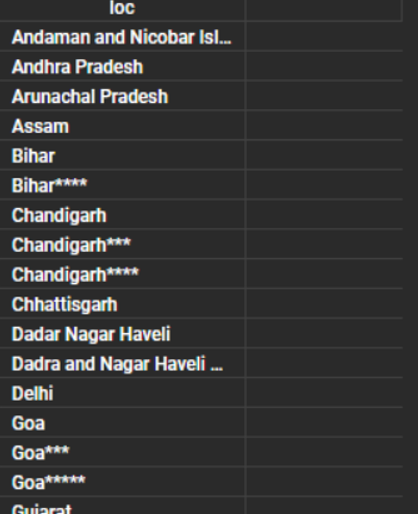 loc
Andaman and Nicobar Isl...
Andhra Pradesh
Arunachal Pradesh
Assam
Bihar
Bihar****
Chandigarh
Chandigarh***
Chandigarh****
Chhattisgarh
Dadar Nagar Haveli
Dadra and Nagar Haveli ...
Delhi
Goa
Goa***
Goa*****
Gujarat